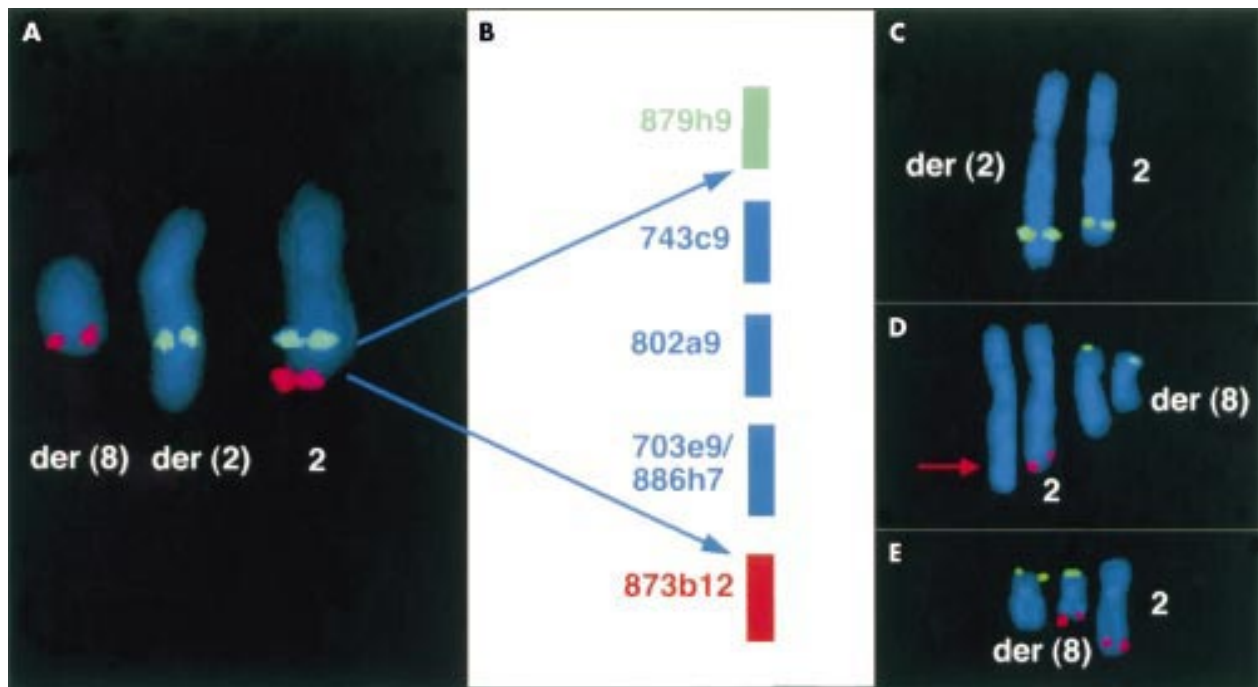 A
der (8)
der (2)
2
B
879h9
743c9
802a9
703e9/
886h7
873b12
C
der (2)
2
D
der (8)
2
E
2
der (8)